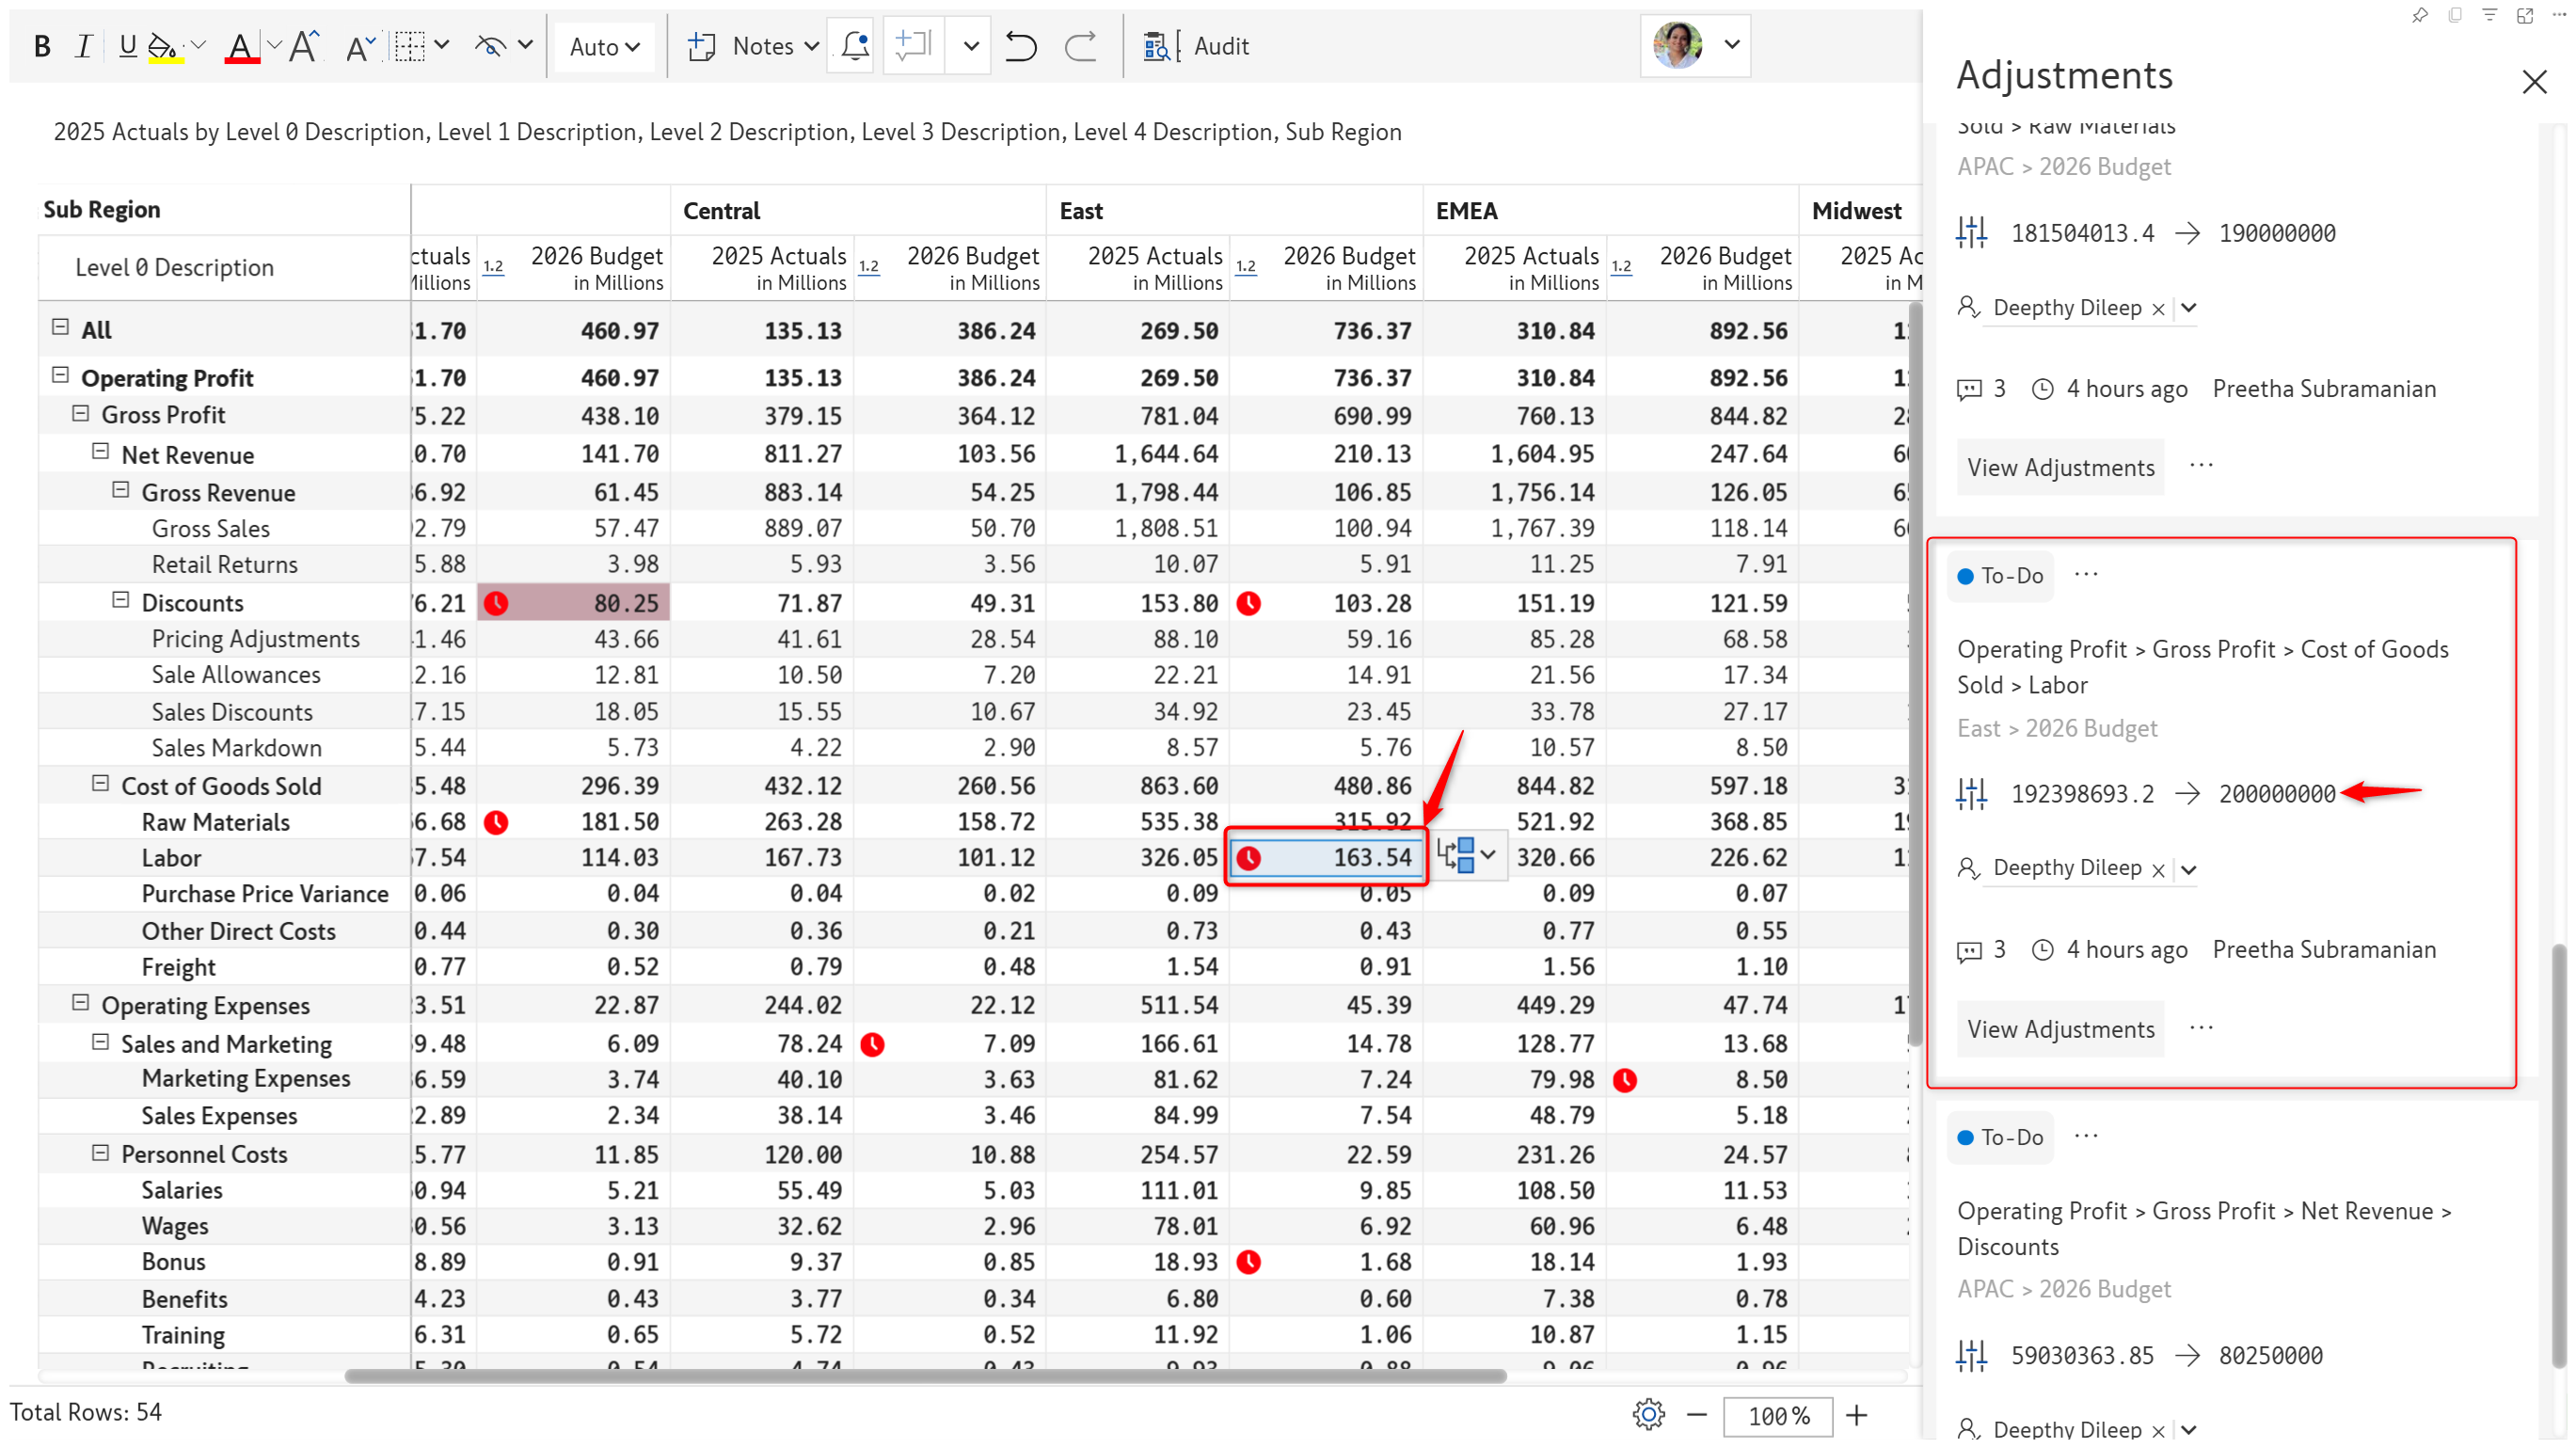 B I U A A A Auto Notes Audit
2025 Actuals by Level 0 Description, Level 1 Description, Level 2 Description, Level 3 Description, Level 4 Description, Sub Region
Sub Region Central East EMEA Midwest
Level 0 Description ctuals 1.2 2026 Budget 2025 Actuals 1.2 2026 Budget 2025 Actuals 1.2 2026 Budget 2025 Actuals 1.2 2026 Budget 2025 Ac
Millions in Millions in Millions in Millions in Millions in Millions in Millions in Millions in M
All 1.70 460.97 135.13 386.24 269.50 736.37 310.84 892.56
Operating Profit 1.70 460.97 135.13 386.24 269.50 736.37 310.84 892.56
Gross Profit 5.22 438.10 379.15 364.12 781.04 690.99 760.13 844.82
Net Revenue 0.70 141.70 811.27 103.56 1,644.64 210.13 1,604.95 247.64
Gross Revenue 6.92 61.45 883.14 54.25 1,798.44 106.85 1,756.14 126.05
Gross Sales 2.79 57.47 889.07 50.70 1,808.51 100.94 1,767.39 118.14
Retail Returns 5.88 3.98 5.93 3.56 10.07 5.91 11.25 7.91
Discounts 6.21 80.25 71.87 49.31 153.80 103.28 151.19 121.59
Pricing Adjustments 1.46 43.66 41.61 28.54 88.10 59.16 85.28 68.58
Sale Allowances 2.16 12.81 10.50 7.20 22.21 14.91 21.56 17.34
Sales Discounts 7.15 18.05 15.55 10.67 34.92 23.45 33.78 27.17
Sales Markdown 5.44 5.73 4.22 2.90 8.57 5.76 10.57 8.50
Cost of Goods Sold 5.48 296.39 432.12 260.56 863.60 480.86 844.82 597.18
Raw Materials 6.68 181.50 263.28 158.72 535.38 315.92 521.92 368.85
Labor 7.54 114.03 167.73 101.12 326.05 163.54 320.66 226.62
Purchase Price Variance 0.06 0.04 0.04 0.02 0.09 0.05 0.09 0.07
Other Direct Costs 0.44 0.30 0.36 0.21 0.73 0.43 0.77 0.55
Freight 0.77 0.52 0.79 0.48 1.54 0.91 1.56 1.10
Operating Expenses 3.51 22.87 244.02 22.12 511.54 45.39 449.29 47.74
Sales and Marketing 9.48 6.09 78.24 7.09 166.61 14.78 128.77 13.68
Marketing Expenses 6.59 3.74 40.10 3.63 81.62 7.24 79.98 8.50
Sales Expenses 2.89 2.34 38.14 3.46 84.99 7.54 48.79 5.18
Personnel Costs 5.77 11.85 120.00 10.88 254.57 22.59 231.26 24.57
Salaries 0.94 5.21 55.49 5.03 111.01 9.85 108.50 11.53
Wages 0.56 3.13 32.62 2.96 78.01 6.92 60.96 6.48
Bonus 8.89 0.91 9.37 0.85 18.93 1.68 18.14 1.93
Benefits 4.23 0.43 3.77 0.34 6.80 0.60 7.38 0.78
Training 6.31 0.65 5.72 0.52 11.92 1.06 10.87 1.15
Recruiting 5.30 0.54 4.74 0.43 9.93 0.88 9.06 0.96
Total Rows: 54 100%
Adjustments
Sold > Raw Materials
APAC > 2026 Budget
181504013.4 → 190000000
Deepthy Dileep
3 4 hours ago Preetha Subramanian
View Adjustments ...
To-Do ...
Operating Profit > Gross Profit > Cost of Goods
Sold > Labor
East > 2026 Budget
192398693.2 → 200000000
Deepthy Dileep
3 4 hours ago Preetha Subramanian
View Adjustments ...
To-Do ...
Operating Profit > Gross Profit > Net Revenue >
Discounts
APAC > 2026 Budget
59030363.85 → 80250000
Deepthy Dileep